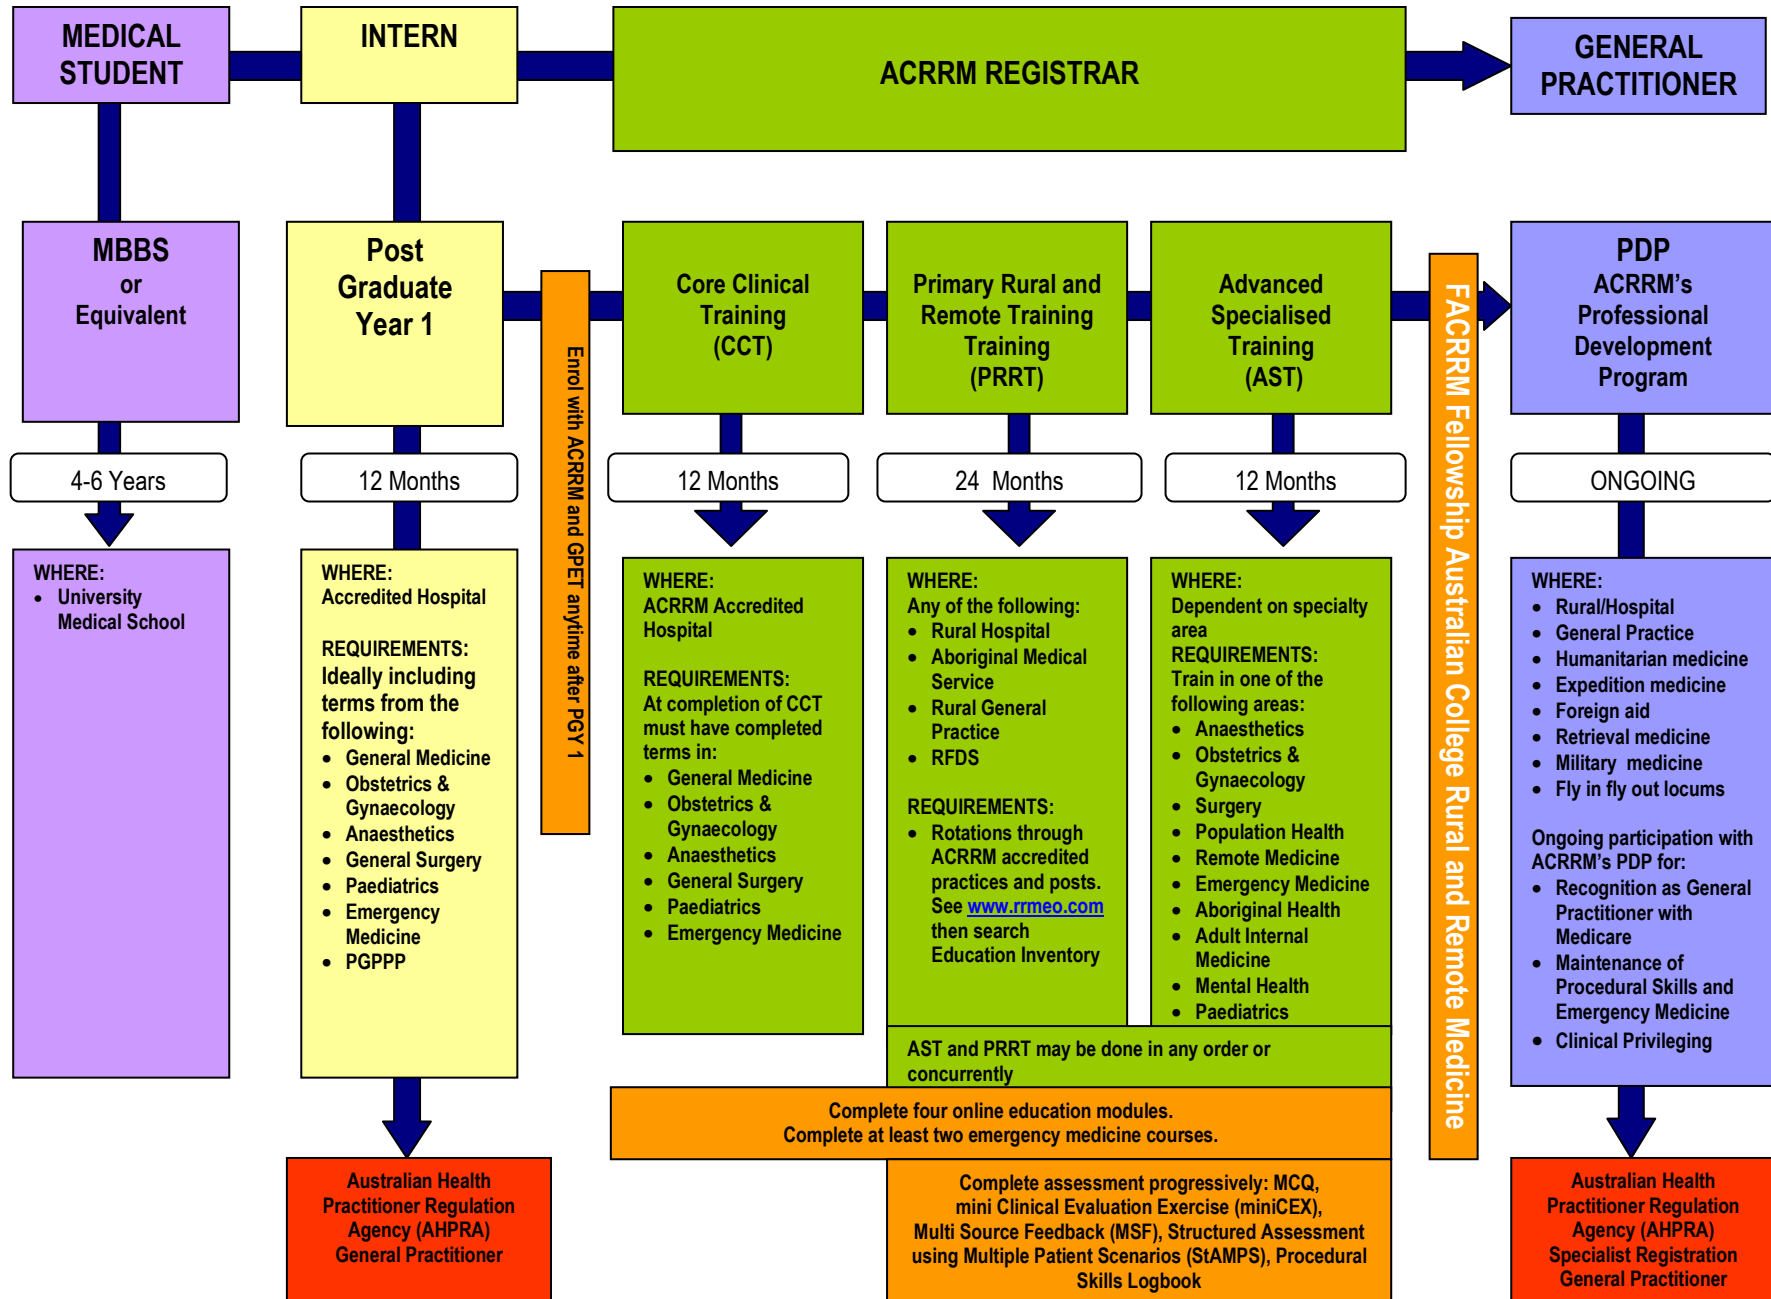 MEDICAL
STUDENT
INTERN
ACRRM REGISTRAR
GENERAL
PRACTITIONER
MBBS
or
Equivalent
Post
Graduate
Year 1
Enrol with ACRRM and GPET anytime after PGY 1
Core Clinical
Training
(CCT)
Primary Rural and
Remote Training
Training
(PRRT)
Advanced
Specialised
Training
(AST)
FACRRM Fellowship Australian College Rural and Remote Medicine
PDP
ACRRM's
Professional
Development
Program
4-6 Years
12 Months
12 Months
24 Months
12 Months
ONGOING
WHERE:
• University
Medical School
WHERE:
Accredited Hospital
REQUIREMENTS:
Ideally including
terms from the
following:
• General Medicine
• Obstetrics &
Gynaecology
• Anaesthetics
• General Surgery
• Paediatrics
• Emergency
Medicine
• PGPPP
WHERE:
ACRRM Accredited
Hospital
REQUIREMENTS:
At completion of CCT
must have completed
terms in:
• General Medicine
• Obstetrics &
Gynaecology
• Anaesthetics
• General Surgery
• Paediatrics
• Emergency Medicine
WHERE:
Any of the following:
• Rural Hospital
• Aboriginal Medical
Service
• Rural General
Practice
• RFDS
REQUIREMENTS:
• Rotations through
ACRRM accredited
practices and posts.
See www.rrmeo.com
then search
Education Inventory
WHERE:
Dependent on specialty
area
REQUIREMENTS:
Train in one of the
following areas:
• Anaesthetics
• Obstetrics &
Gynaecology
• Surgery
• Population Health
• Remote Medicine
• Emergency Medicine
• Aboriginal Health
• Adult Internal
Medicine
• Mental Health
• Paediatrics
WHERE:
• Rural/Hospital
• General Practice
• Humanitarian medicine
• Expedition medicine
• Foreign aid
• Retrieval medicine
• Military medicine
• Fly in fly out locums
Ongoing participation with
ACRRM's PDP for:
• Recognition as General
Practitioner with
Medicare
• Maintenance of
Procedural Skills and
Emergency Medicine
• Clinical Privileging
AST and PRRT may be done in any order or
concurrently
Complete four online education modules.
Complete at least two emergency medicine courses.
Australian Health
Practitioner Regulation
Agency (AHPRA)
General Practitioner
Complete assessment progressively: MCQ,
mini Clinical Evaluation Exercise (miniCEX),
Multi Source Feedback (MSF), Structured Assessment
using Multiple Patient Scenarios (StAMPS), Procedural
Skills Logbook
Australian Health
Practitioner Regulation
Agency (AHPRA)
Specialist Registration
General Practitioner